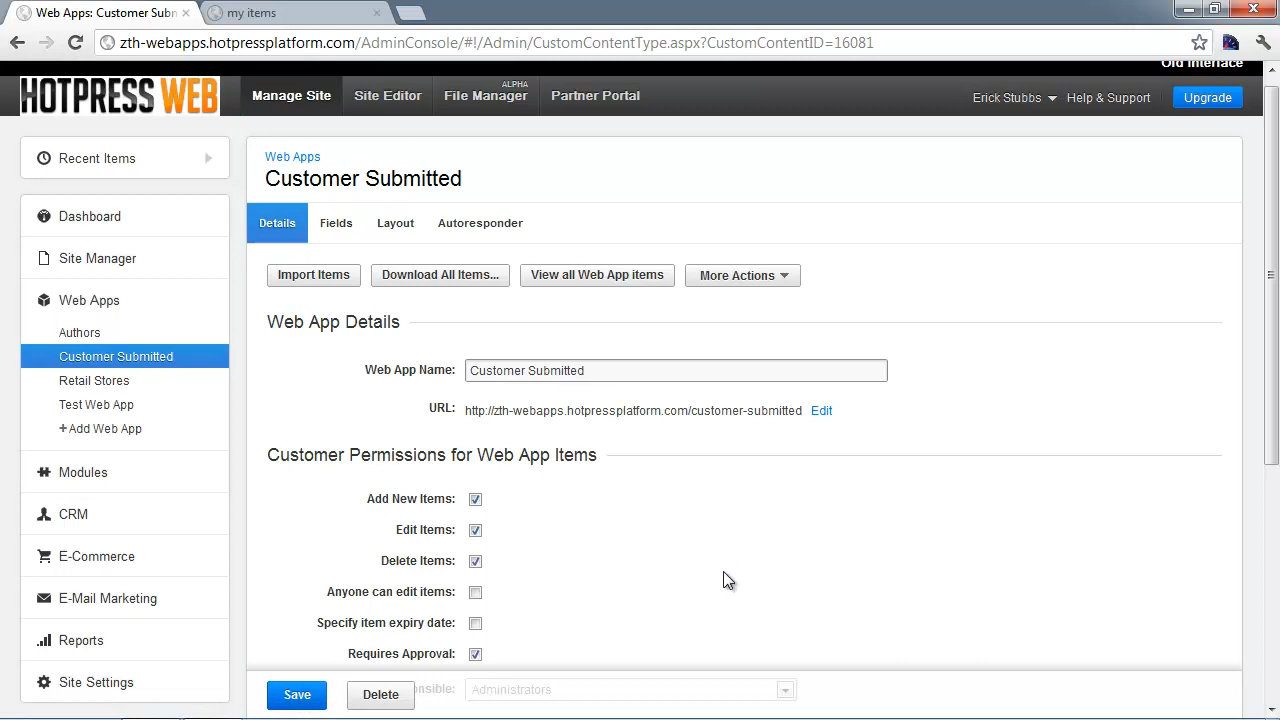 Web Apps: Customer Subn
my items
zth-webapps.hotpressplatform.com/AdminConsole/#!/Admin/CustomContentType.aspx?CustomContentID=16081
Old Interface
HOTPRESS WEB
Manage Site
Site Editor
ALPHA
File Manager
Partner Portal
Erick Stubbs
Help & Support
Upgrade
Recent Items
Dashboard
Site Manager
Web Apps
Authors
Customer Submitted
Retail Stores
Test Web App
+Add Web App
Modules
CRM
E-Commerce
E-Mail Marketing
Reports
Site Settings
Web Apps
Customer Submitted
Details Fields Layout Autoresponder
Import Items Download All Items... View all Web App items More Actions
Web App Details
Web App Name: Customer Submitted
URL: http://zth-webapps.hotpressplatform.com/customer-submitted Edit
Customer Permissions for Web App Items
Add New Items:
Edit Items:
Delete Items:
Anyone can edit items:
Specify item expiry date:
Requires Approval:
onsible: Administrators
Save Delete